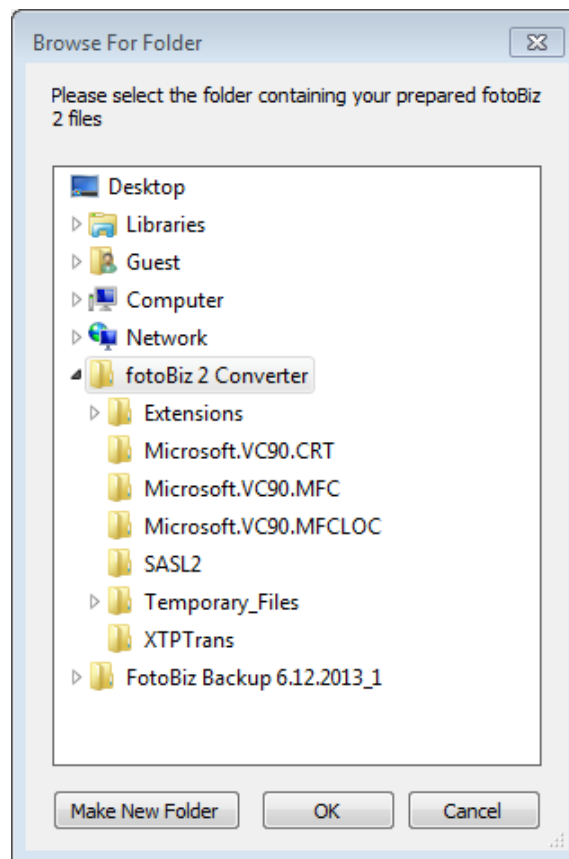 Browse For Folder
Please select the folder containing your prepared fotoBiz
2 files
Desktop
Libraries
Guest
Computer
Network
fotoBiz 2 Converter
Extensions
Microsoft.VC90.CRT
Microsoft.VC90.MFC
Microsoft.VC90.MFCLOC
SASL2
Temporary_Files
XTPTrans
FotoBiz Backup 6.12.2013_1
Make New Folder OK Cancel